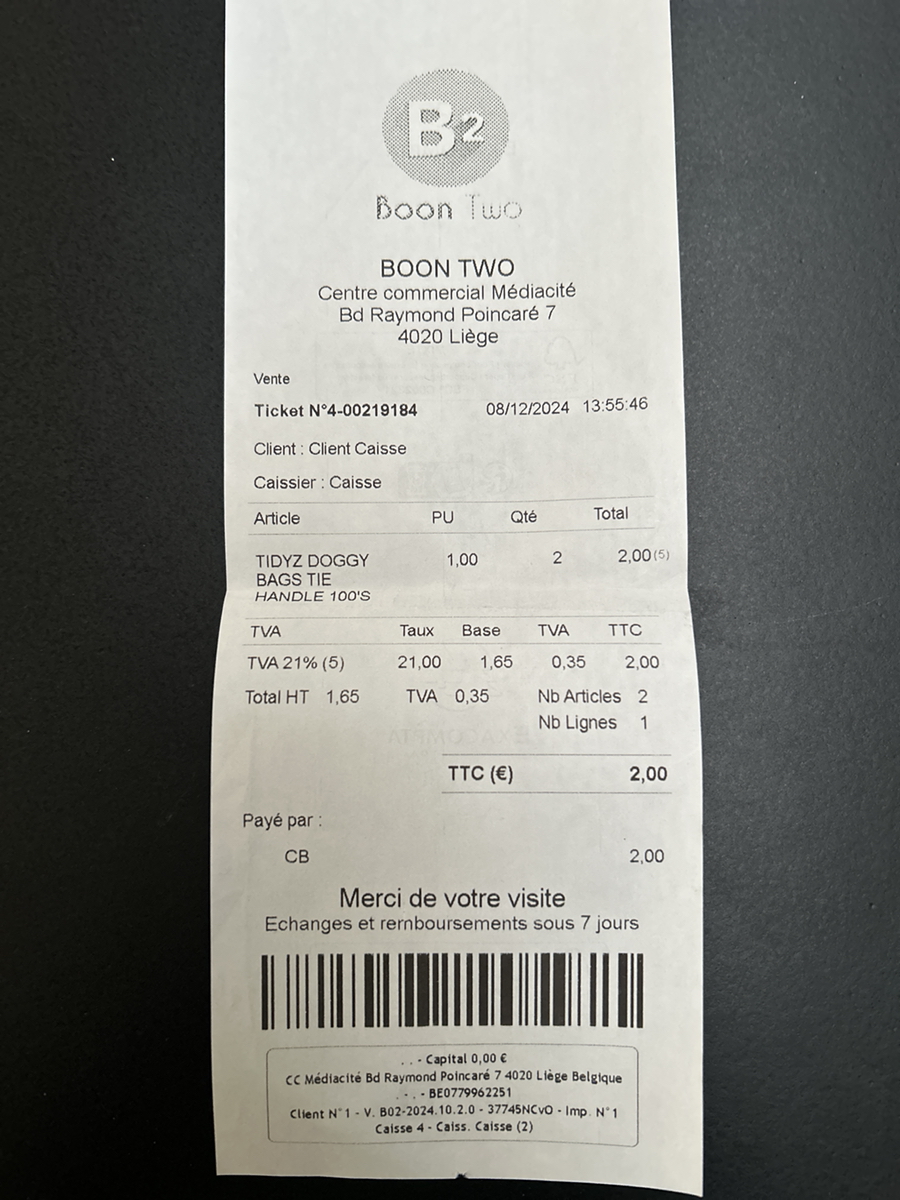 B2
Boon Two
BOON TWO
Centre commercial Médiacité
Bd Raymond Poincaré 7
4020 Liège
Vente
Ticket N°4-00219184 08/12/2024 13:55:46
Client : Client Caisse
Caissier : Caisse
Article PU Qté Total
TIDYZ DOGGY 1,00 2 2,00(5)
BAGS TIE
HANDLE 100'S
TVA Taux Base TVA TTC
TVA 21% (5) 21,00 1,65 0,35 2,00
Total HT 1,65 TVA 0,35 Nb Articles 2
Nb Lignes 1
TTC (€) 2,00
Payé par :
CB 2,00
Merci de votre visite
Echanges et remboursements sous 7 jours
. . - Capital 0,00 €
CC Médiacité Bd Raymond Poincaré 7 4020 Liège Belgique
. - . - BE0779962251
Client N°1 - V. B02-2024.10.2.0 - 37745NCvO - Imp. N°1
Caisse 4 - Caiss. Caisse (2)